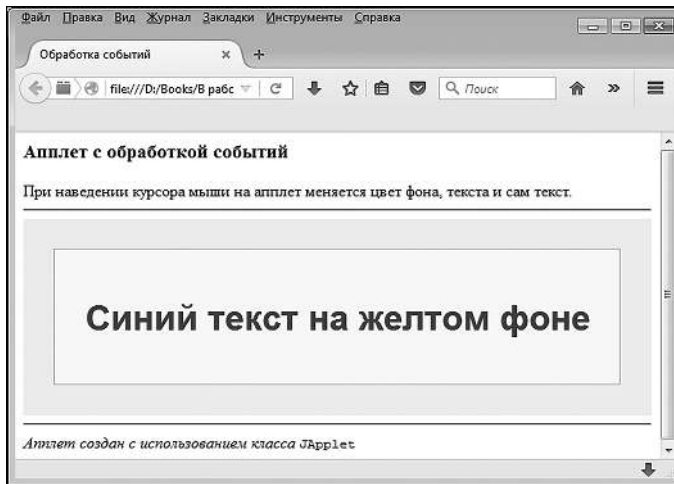 Файл Правка Вид Журнал Закладки Инструменты Справка
Обработка событий × +
file:///D:/Books/В рабс
Поиск
Апплет с обработкой событий
При наведении курсора мыши на апплет меняется цвет фона, текста и сам текст.
Синий текст на желтом фоне
Апплет создан с использованием класса JApplet